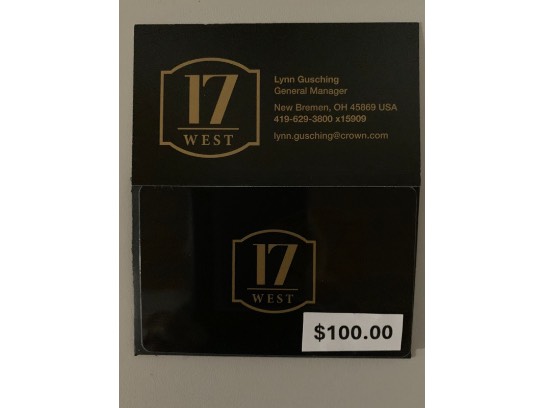 17
WEST
Lynn Gusching
General Manager
New Bremen, OH 45869 USA
419-629-3800 x15909
lynn.gusching@crown.com
17
WEST
$100.00